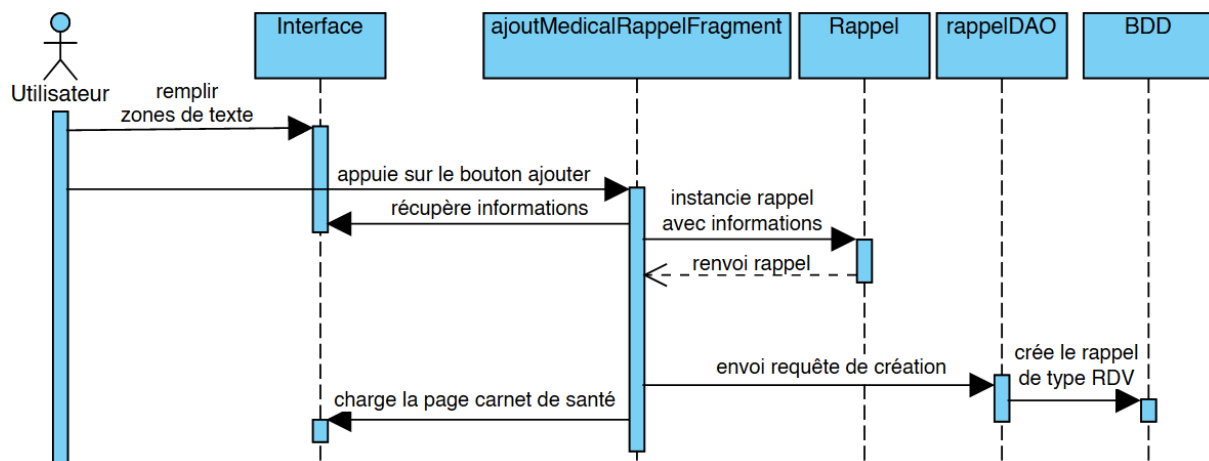 Interface
ajoutMedicalRappelFragment
Rappel
rappelDAO
BDD
Utilisateur
remplir
zones de texte
appuie sur le bouton ajouter
récupère informations
instancie rappel
avec informations
renvoi rappel
envoi requête de création
crée le rappel
de type RDV
charge la page carnet de santé